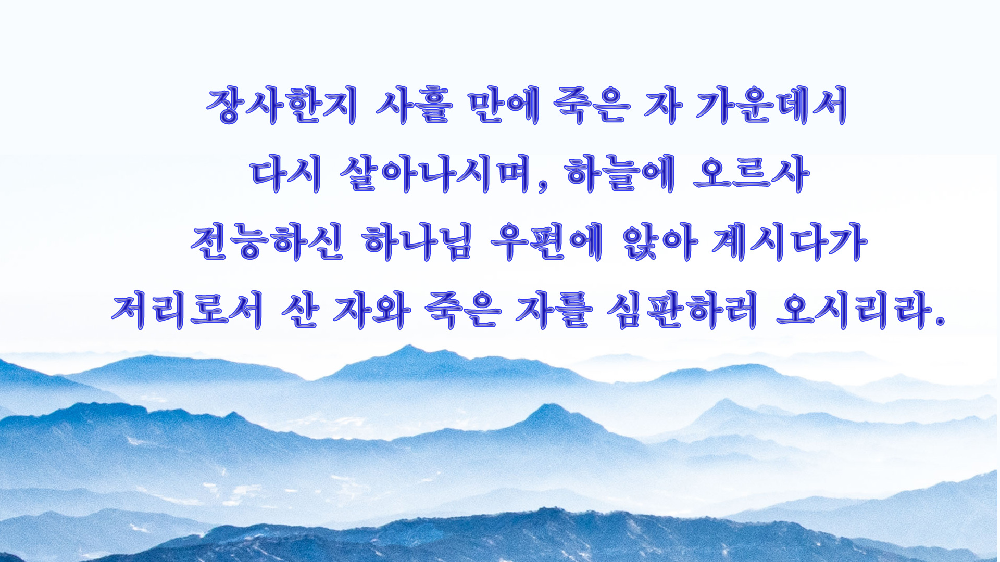 장사한지 사흘 만에 죽은 자 가운데서
다시 살아나시며, 하늘에 오르사
전능하신 하나님 우편에 앉아 계시다가
저리로서 산 자와 죽은 자를 심판하러 오시리라.